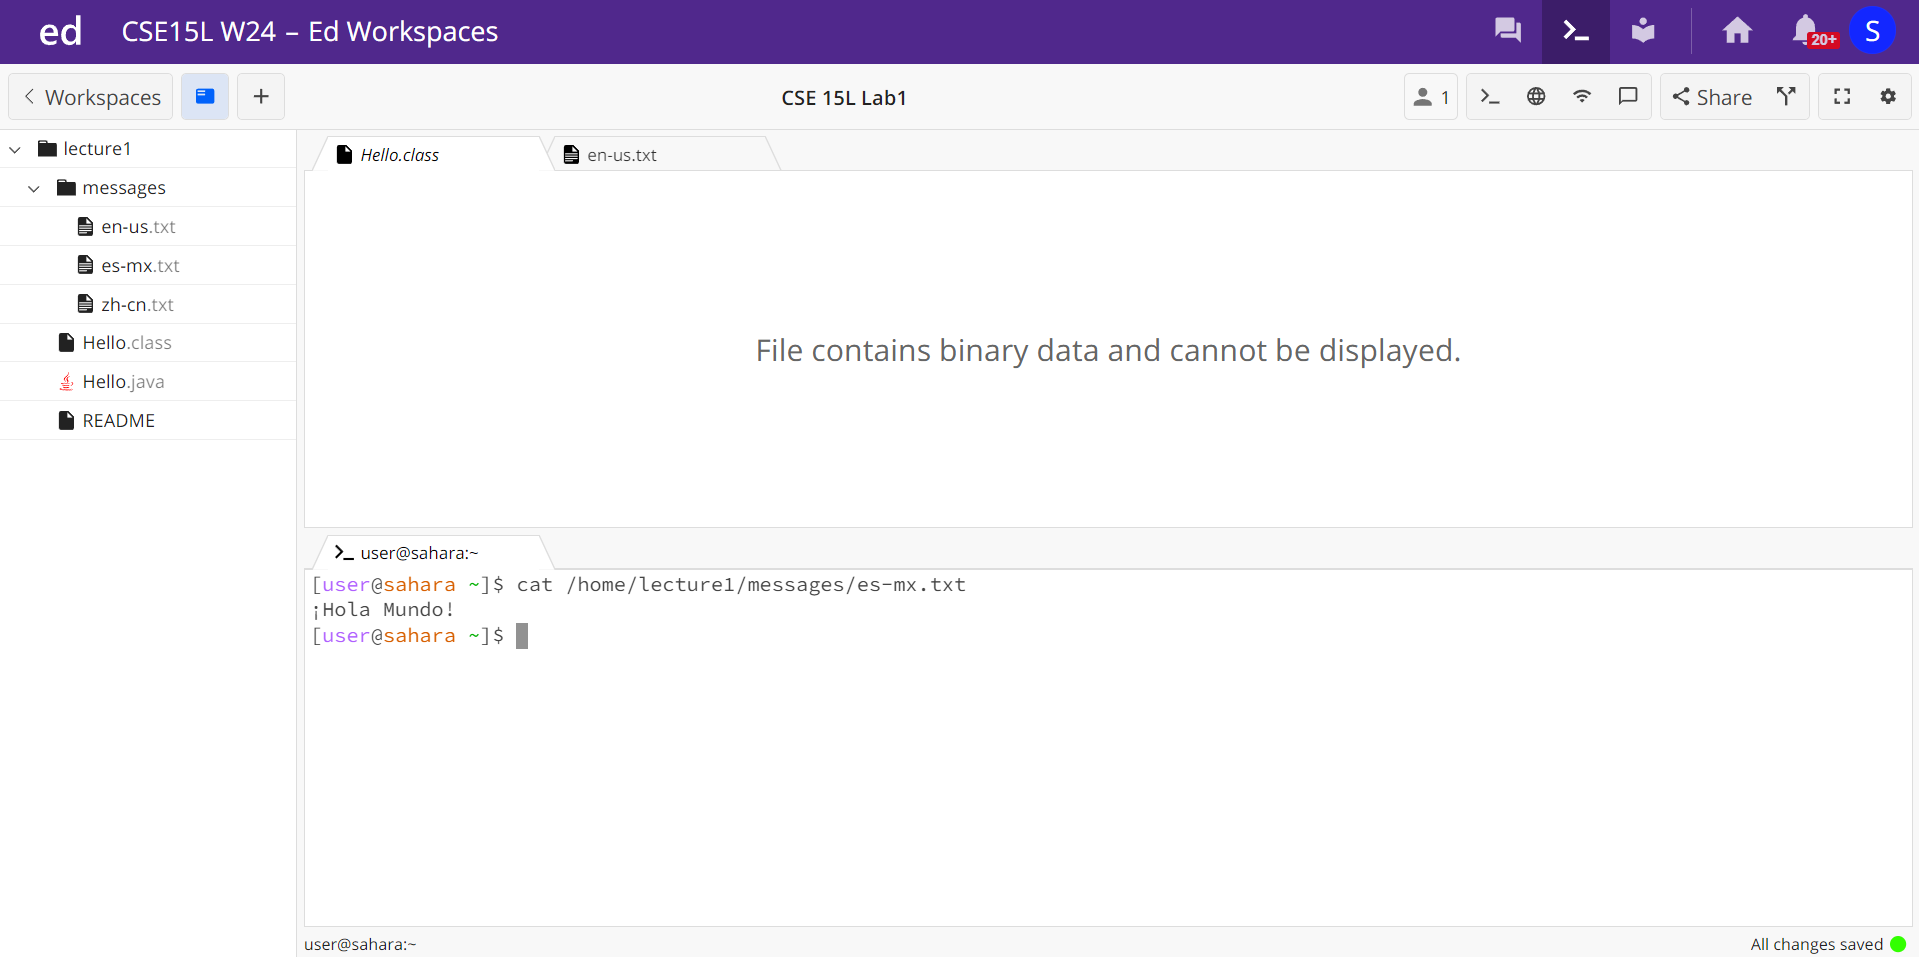 ed CSE15L W24 – Ed Workspaces 20+ S
Workspaces + CSE 15L Lab1 1 Share
lecture1
messages
en-us.txt
es-mx.txt
zh-cn.txt
Hello.class
Hello.java
README
Hello.class en-us.txt
File contains binary data and cannot be displayed.
user@sahara:~
[user@sahara ~]$ cat /home/lecture1/messages/es-mx.txt
¡Hola Mundo!
[user@sahara ~]$
user@sahara:~ All changes saved